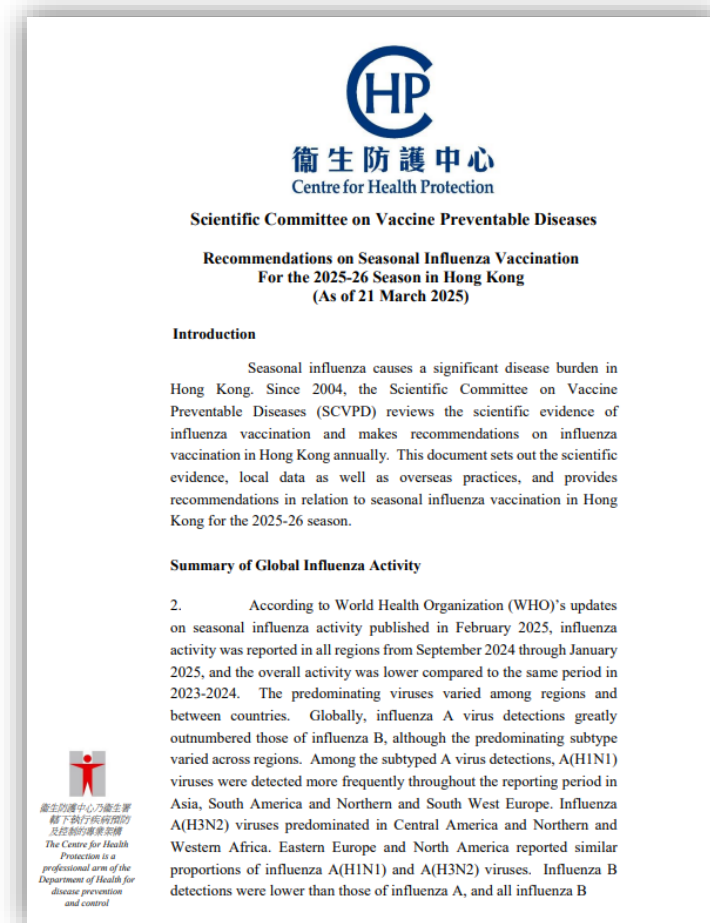 CHP
衞生防護中心
Centre for Health Protection
Scientific Committee on Vaccine Preventable Diseases
Recommendations on Seasonal Influenza Vaccination
For the 2025-26 Season in Hong Kong
(As of 21 March 2025)
Introduction
Seasonal influenza causes a significant disease burden in
Hong Kong. Since 2004, the Scientific Committee on Vaccine
Preventable Diseases (SCVPD) reviews the scientific evidence of
influenza vaccination and makes recommendations on influenza
vaccination in Hong Kong annually. This document sets out the scientific
evidence, local data as well as overseas practices, and provides
recommendations in relation to seasonal influenza vaccination in Hong
Kong for the 2025-26 season.
Summary of Global Influenza Activity
2. According to World Health Organization (WHO)'s updates
on seasonal influenza activity published in February 2025, influenza
activity was reported in all regions from September 2024 through January
2025, and the overall activity was lower compared to the same period in
2023-2024. The predominating viruses varied among regions and
between countries. Globally, influenza A virus detections greatly
outnumbered those of influenza B, although the predominating subtype
varied across regions. Among the subtyped A virus detections, A(H1N1)
viruses were detected more frequently throughout the reporting period in
Asia, South America and Northern and South West Europe. Influenza
A(H3N2) viruses predominated in Central America and Northern and
Western Africa. Eastern Europe and North America reported similar
proportions of influenza A(H1N1) and A(H3N2) viruses. Influenza B
detections were lower than those of influenza A, and all influenza B
衞生防護中心乃衞生署
轄下執行疾病預防
及控制的專業架構
The Centre for Health
Protection is a
professional arm of the
Department of Health for
disease prevention
and control